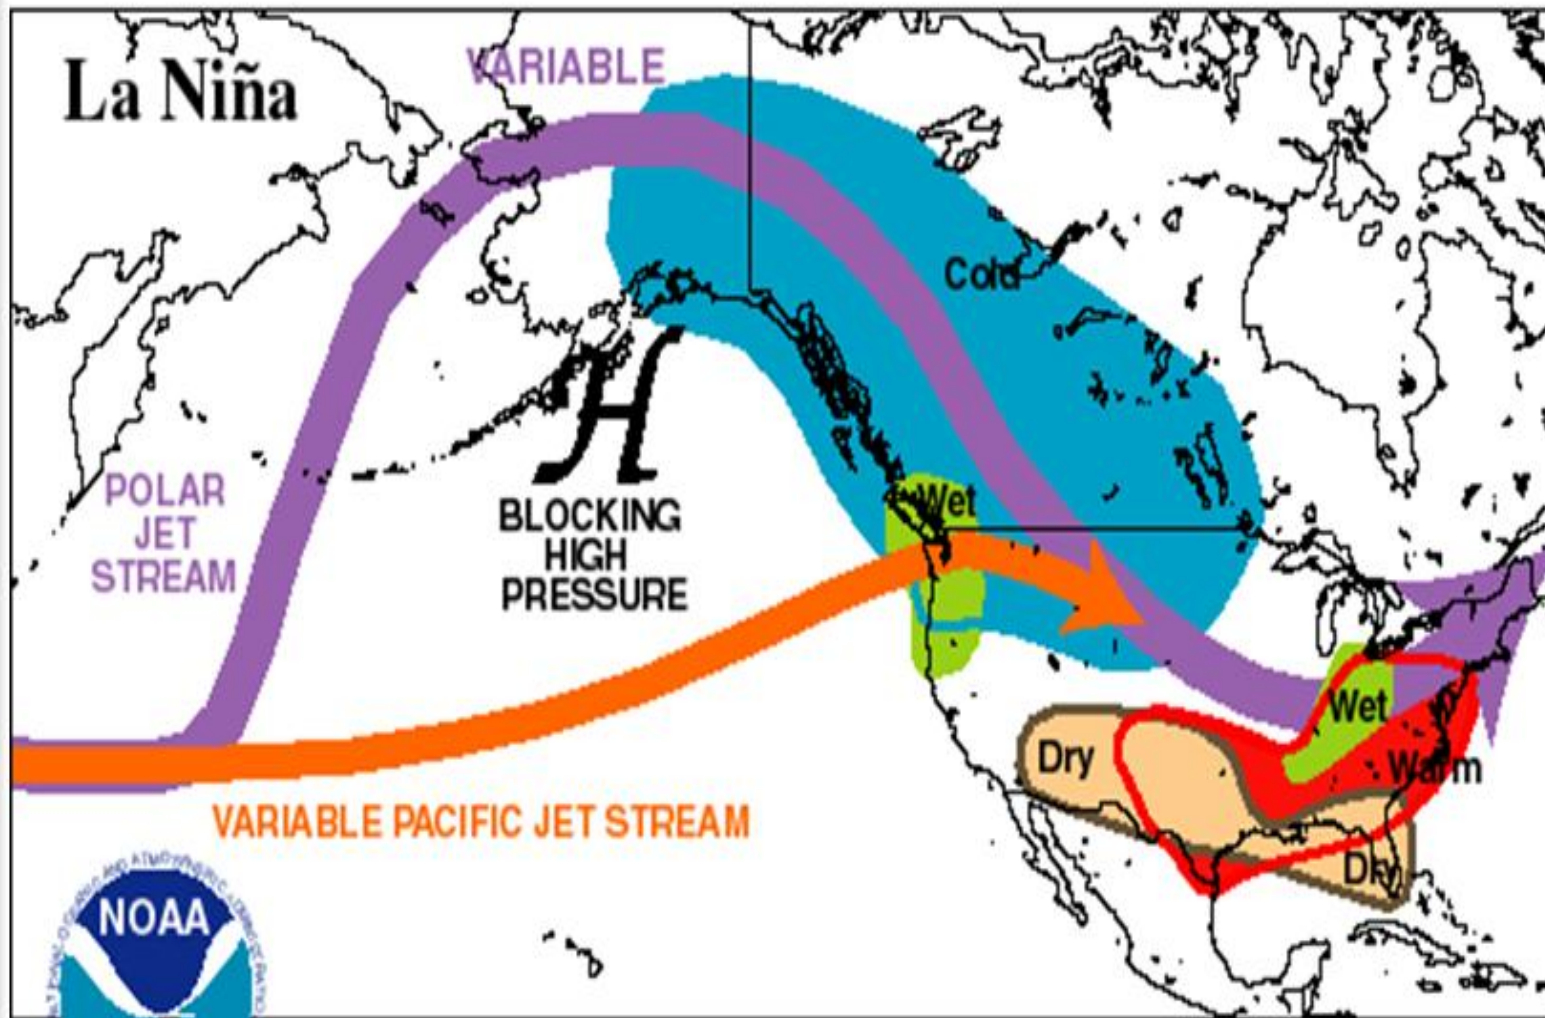 La Niña
VARIABLE
Cold
H
POLAR
JET
STREAM
Wet
BLOCKING
HIGH
PRESSURE
Wet
Dry
Warm
VARIABLE PACIFIC JET STREAM
Dry
NOAA